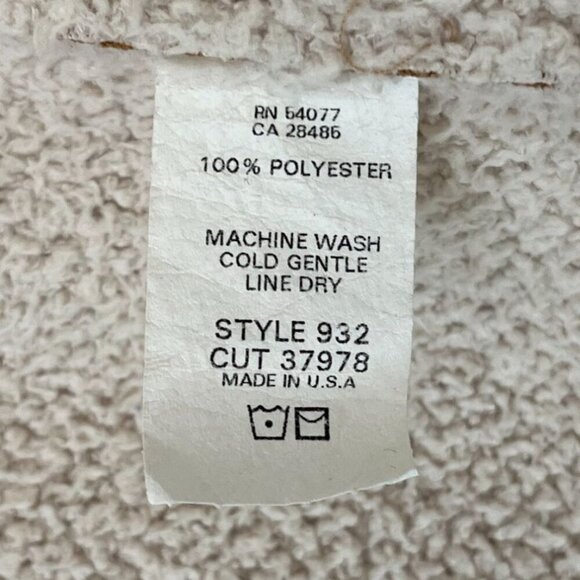 RN 54077
CA 28486
100% POLYESTER
MACHINE WASH
COLD GENTLE
LINE DRY
STYLE 932
CUT 37978
MADE IN U.S.A